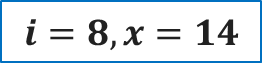 i = 8, x = 14